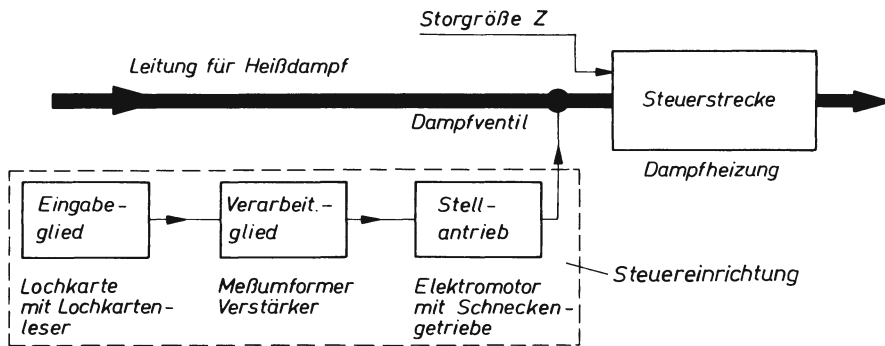 Storgröße Z
Leitung für Heißdampf
Steuerstrecke
Dampfventil
Dampfheizung
Eingabe-
glied
Verarbeit.-
glied
Stell-
antrieb
Steuereinrichtung
Lochkarte
mit Lochkarten-
leser
Meßumformer
Verstärker
Elektromotor
mit Schnecken-
getriebe